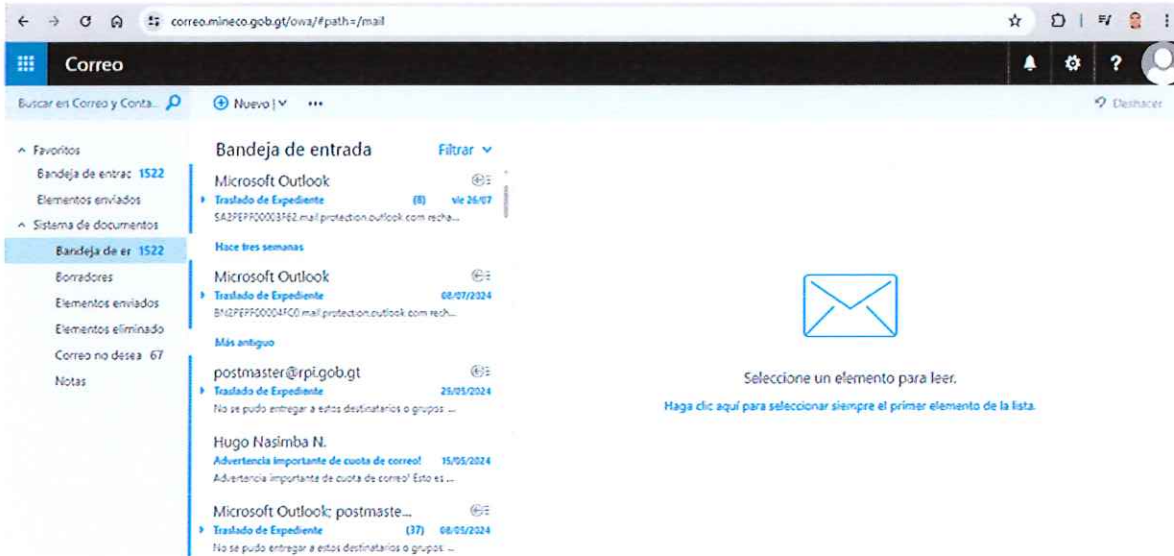 correo.mineco.gob.gt/owa/#path=/mail
Correo
?
Buscar en Correo y Conta...
Nuevo | ...
Deshacer
Favoritos
Bandeja de entrac 1522
Elementos enviados
Sistema de documentos
Bandeja de er 1522
Borradores
Elementos enviados
Elementos eliminado
Correo no desea 67
Notas
Bandeja de entrada Filtrar
Microsoft Outlook
Traslado de Expediente (8) vie 26/07
mail.protection.outlook.com recha...
Hace tres semanas
Microsoft Outlook
Traslado de Expediente 08/07/2024
mail.protection.outlook.com rech...
Más antiguo
postmaster@rpi.gob.gt
Traslado de Expediente
No se pudo entregar a estos destinatarios o grupos: ...
Hugo Nasimba N.
Advertencia importante de cuota de correo! 15/05/2024
Advertencia importante de cuota de correo! Esto es ...
Microsoft Outlook; postmaste...
Traslado de Expediente (37) 08/05/2024
No se pudo entregar a estos destinatarios o grupos: ...
Seleccione un elemento para leer.
Haga clic aquí para seleccionar siempre el primer elemento de la lista.